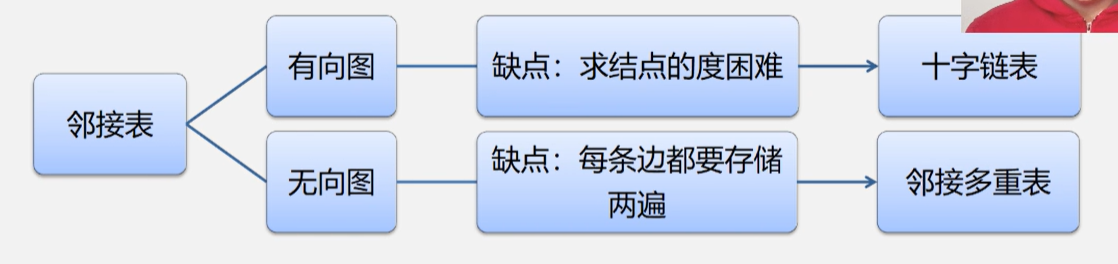 邻接表
有向图
缺点：求结点的度困难
十字链表
无向图
缺点：每条边都要存储
两遍
邻接多重表